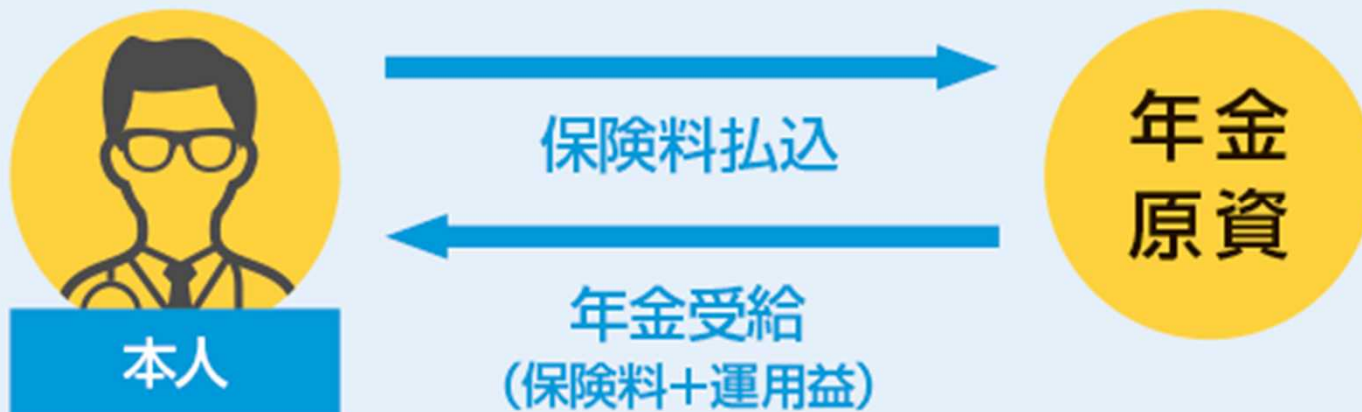 保険料払込
年金
原資
年金受給
(保険料+運用益)
本人